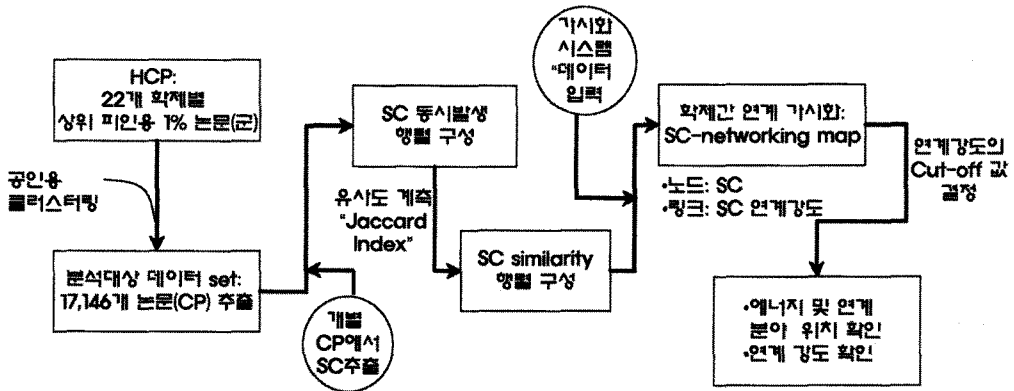 HCP:
22개 학제별
상위 피인용 1% 논문(군)
공인용
클러스터링
분석대상 데이터 set:
17,146개 논문(CP) 추출
개별
CP에서
SC추출
SC 동시발생
행렬 구성
유사도 계측
"Jaccard
Index"
SC similarity
행렬 구성
가시화
시스템
"데이터
입력
학제간 연계 가시화:
SC-networking map
•노드: SC
•링크: SC 연계강도
연계강도의
Cut-off 값
결정
•에너지 및 연계
분야 위치 확인
•연계 강도 확인